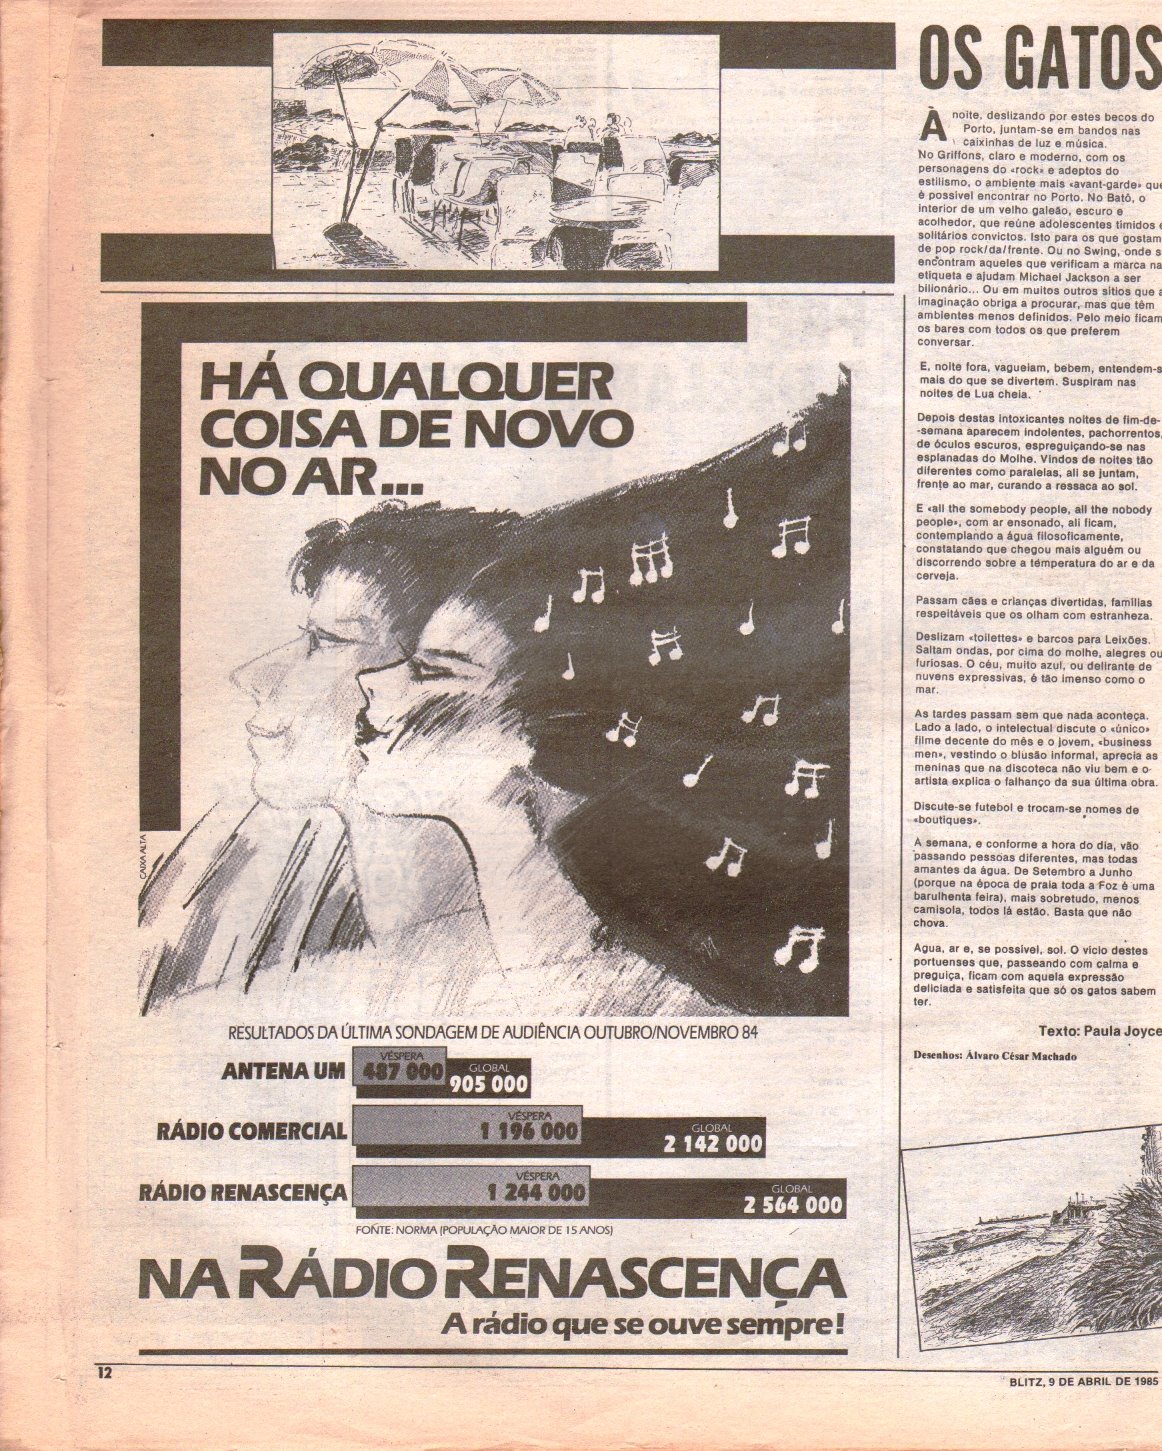 HÁ QUALQUER
COISA DE NOVO
NO AR...
CAIXA ALTA
RESULTADOS DA ÚLTIMA SONDAGEM DE AUDIÊNCIA OUTUBRO/NOVEMBRO 84
ANTENA UM VÉSPERA 487 000 GLOBAL 905 000
RÁDIO COMERCIAL VÉSPERA 1 196 000 GLOBAL 2 142 000
RÁDIO RENASCENÇA VÉSPERA 1 244 000 GLOBAL 2 564 000
FONTE: NORMA (POPULAÇÃO MAIOR DE 15 ANOS)
NA RÁDIO RENASCENÇA
A rádio que se ouve sempre!
12
OS GATOS
À noite, deslizando por estes becos do
Porto, juntam-se em bandos nas
caixinhas de luz e música.
No Griffons, claro e moderno, com os
personagens do «rock» e adeptos do
estilismo, o ambiente mais «avant-garde» que
é possivel encontrar no Porto. No Batô, o
interior de um velho galeão, escuro e
acolhedor, que reúne adolescentes timidos e
solitários convictos. Isto para os que gostam
de pop rock/da/frente. Ou no Swing, onde s
encontram aqueles que verificam a marca na
etiqueta e ajudam Michael Jackson a ser
bilionário... Ou em muitos outros sitios que a
imaginação obriga a procurar, mas que têm
ambientes menos definidos. Pelo meio ficam
os bares com todos os que preferem
conversar.
E, noite fora, vagueiam, bebem, entendem-s
mais do que se divertem. Suspiram nas
noites de Lua cheia.
Depois destas intoxicantes noites de fim-de-
-semana aparecem indolentes, pachorrentos,
de óculos escuros, espreguiçando-se nas
esplanadas do Molhe. Vindos de noites tão
diferentes como paralelas, ali se juntam,
frente ao mar, curando a ressaca ao sol.
E «all the somebody people, all the nobody
people», com ar ensonado, ali ficam,
contemplando a água filosoficamente,
constatando que chegou mais alguém ou
discorrendo sobre a temperatura do ar e da
cerveja.
Passam cães e crianças divertidas, famílias
respeitáveis que os olham com estranheza.
Deslizam «toilettes» e barcos para Leixões.
Saltam ondas, por cima do molhe, alegres ou
furiosas. O céu, muito azul, ou delirante de
nuvens expressivas, é tão imenso como o
mar.
As tardes passam sem que nada aconteça.
Lado a lado, o intelectual discute o «único»
filme decente do mês e o jovem, «business
men», vestindo o blusão informal, aprecia as
meninas que na discoteca não viu bem e o
artista explica o falhanço da sua última obra.
Discute-se futebol e trocam-se nomes de
«boutiques».
À semana, e conforme a hora do dia, vão
passando pessoas diferentes, mas todas
amantes da água. De Setembro a Junho
(porque na época de praia toda a Foz é uma
barulhenta feira), mais sobretudo, menos
camisola, todos lá estão. Basta que não
chova.
Agua, ar e, se possivel, sol. O vicio destes
portuenses que, passeando com calma e
preguiça, ficam com aquela expressão
deliciada e satisfeita que só os gatos sabem
ter.
Texto: Paula Joyce
Desenhos: Álvaro César Machado
BLITZ, 9 DE ABRIL DE 1985